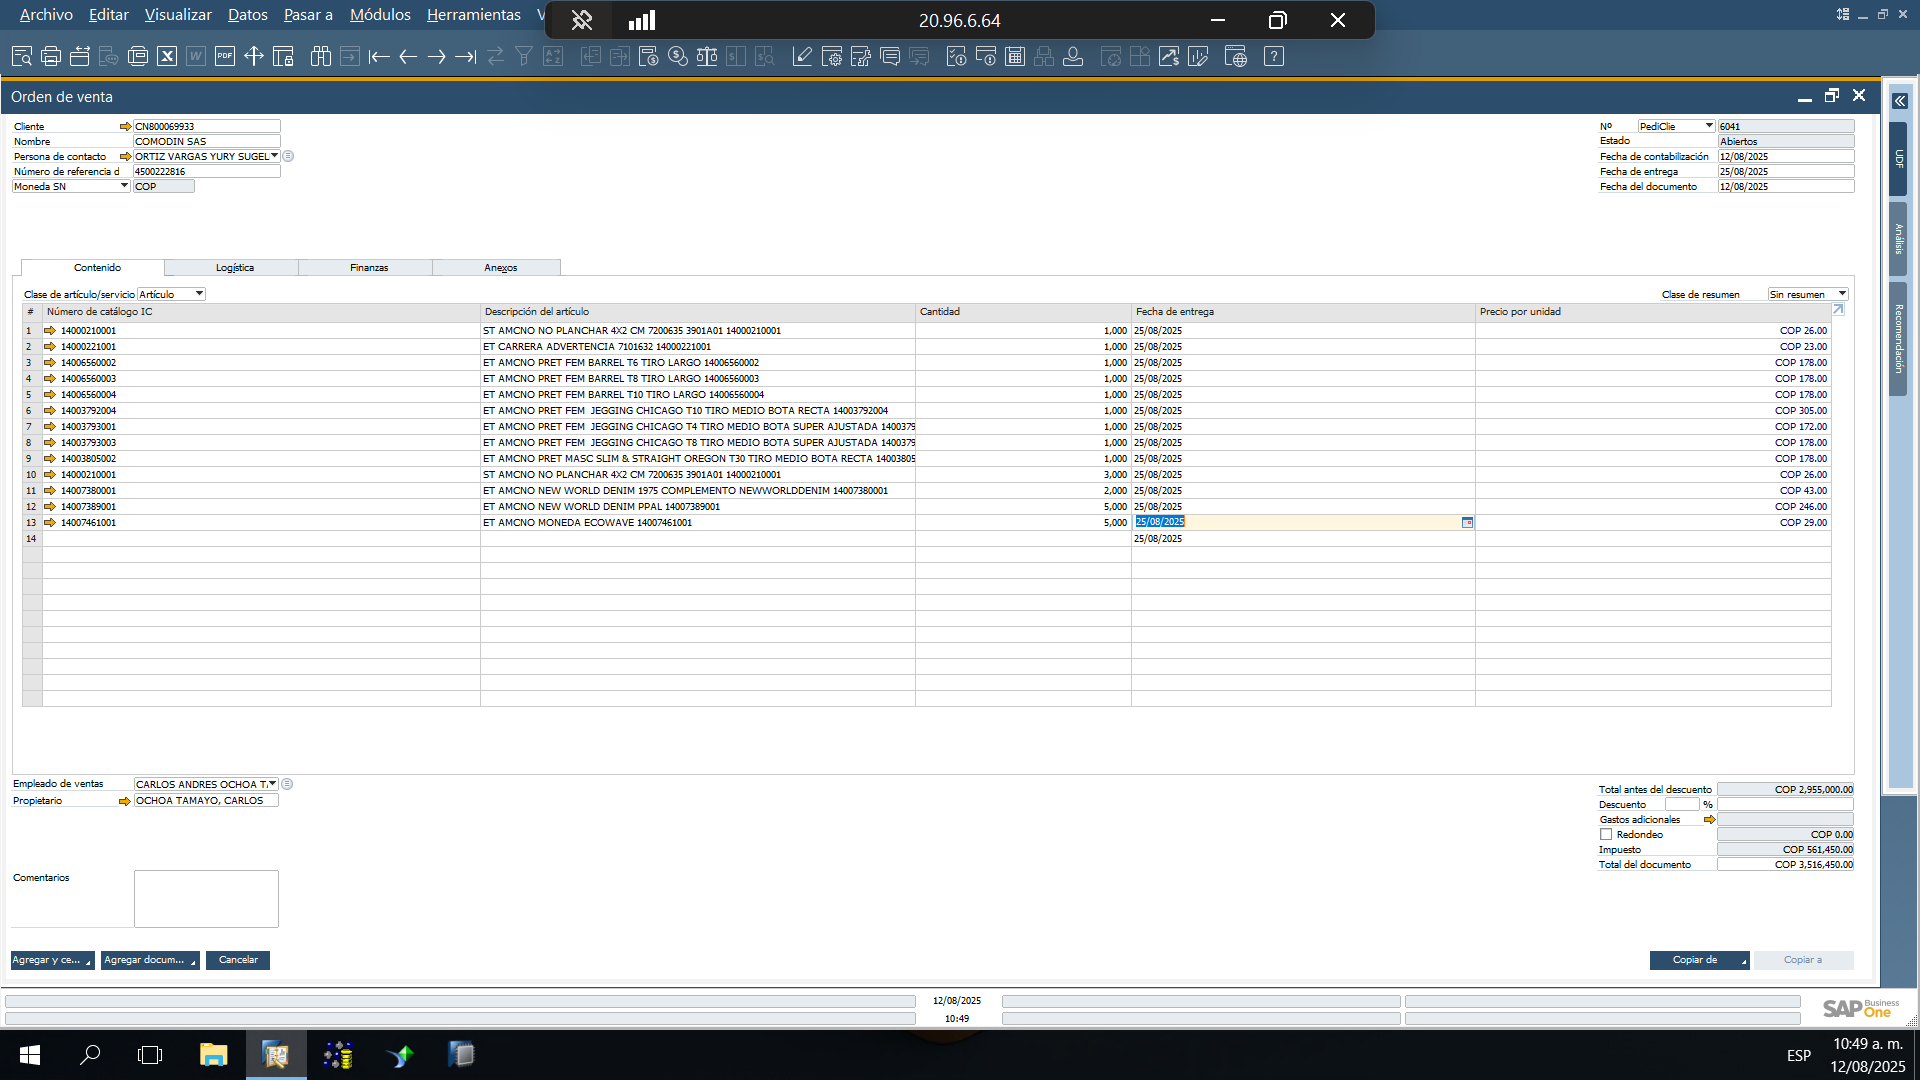 Archivo Editar Visualizar Datos Pasar a Módulos Herramientas V
20.96.6.64
Orden de venta
Cliente CN800069933
Nombre COMODIN SAS
Persona de contacto ORTIZ VARGAS YURY SUGEL
Número de referencia d 4500222816
Moneda SN COP
Nº PediClie 6041
Estado Abiertos
Fecha de contabilización 12/08/2025
Fecha de entrega 25/08/2025
Fecha del documento 12/08/2025
UDF
Análisis
Recomendación
Contenido Logística Finanzas Anexos
Clase de artículo/servicio Artículo
Clase de resumen Sin resumen
# Número de catálogo IC Descripción del artículo Cantidad Fecha de entrega Precio por unidad
1 14000210001 ST AMCNO NO PLANCHAR 4X2 CM 7200635 3901A01 14000210001 1,000 25/08/2025 COP 26.00
2 14000221001 ET CARRERA ADVERTENCIA 7101632 14000221001 1,000 25/08/2025 COP 23.00
3 14006560002 ET AMCNO PRET FEM BARREL T6 TIRO LARGO 14006560002 1,000 25/08/2025 COP 178.00
4 14006560003 ET AMCNO PRET FEM BARREL T8 TIRO LARGO 14006560003 1,000 25/08/2025 COP 178.00
5 14006560004 ET AMCNO PRET FEM BARREL T10 TIRO LARGO 14006560004 1,000 25/08/2025 COP 178.00
6 14003792004 ET AMCNO PRET FEM  JEGGING CHICAGO T10 TIRO MEDIO BOTA RECTA 14003792004 1,000 25/08/2025 COP 305.00
7 14003793001 ET AMCNO PRET FEM  JEGGING CHICAGO T4 TIRO MEDIO BOTA SUPER AJUSTADA 1400379 1,000 25/08/2025 COP 172.00
8 14003793003 ET AMCNO PRET FEM  JEGGING CHICAGO T8 TIRO MEDIO BOTA SUPER AJUSTADA 1400379 1,000 25/08/2025 COP 178.00
9 14003805002 ET AMCNO PRET MASC SLIM & STRAIGHT OREGON T30 TIRO MEDIO BOTA RECTA 14003805 1,000 25/08/2025 COP 178.00
10 14000210001 ST AMCNO NO PLANCHAR 4X2 CM 7200635 3901A01 14000210001 3,000 25/08/2025 COP 26.00
11 14007380001 ET AMCNO NEW WORLD DENIM 1975 COMPLEMENTO NEWWORLDDENIM 14007380001 2,000 25/08/2025 COP 43.00
12 14007389001 ET AMCNO NEW WORLD DENIM PPAL 14007389001 5,000 25/08/2025 COP 246.00
13 14007461001 ET AMCNO MONEDA ECOWAVE 14007461001 5,000 25/08/2025 COP 29.00
14 25/08/2025
Empleado de ventas CARLOS ANDRES OCHOA T
Propietario OCHOA TAMAYO, CARLOS
Total antes del descuento COP 2,955,000.00
Descuento %
Gastos adicionales
Redondeo COP 0.00
Impuesto COP 561,450.00
Total del documento COP 3,516,450.00
Comentarios
Agregar y ce... Agregar docum... Cancelar
Copiar de Copiar a
12/08/2025
10:49
SAP Business One
ESP
10:49 a. m.
12/08/2025